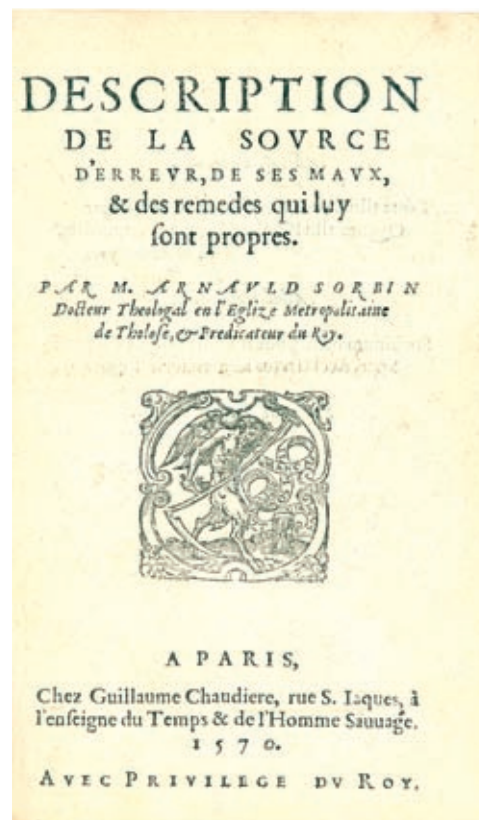 DESCRIPTION
DE LA SOVRCE
D'ERREVR, DE SES MAVX,
& des remedes qui luy
sont propres.
PAR M. ARNAVLD SORBIN
Docteur Theologal en l'Eglize Metropolitaine
de Tholose, & Predicateur du Roy.
A PARIS,
Chez Guillaume Chaudiere, rue S. Iaques, à
l'enseigne du Temps & de l'Homme Sauuage.
1570.
AVEC PRIVILEGE DV ROY.